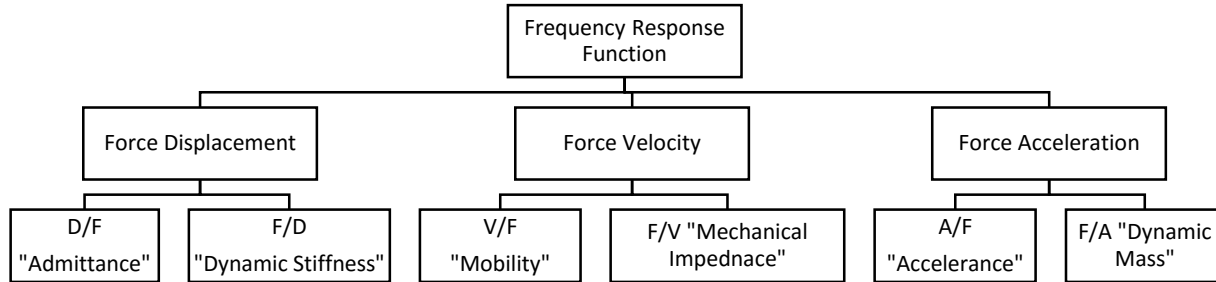 Frequency Response
Function
Force Displacement
Force Velocity
Force Acceleration
D/F
"Admittance"
F/D
"Dynamic Stiffness"
V/F
"Mobility"
F/V "Mechanical
Impednace"
A/F
"Accelerance"
F/A "Dynamic
Mass"